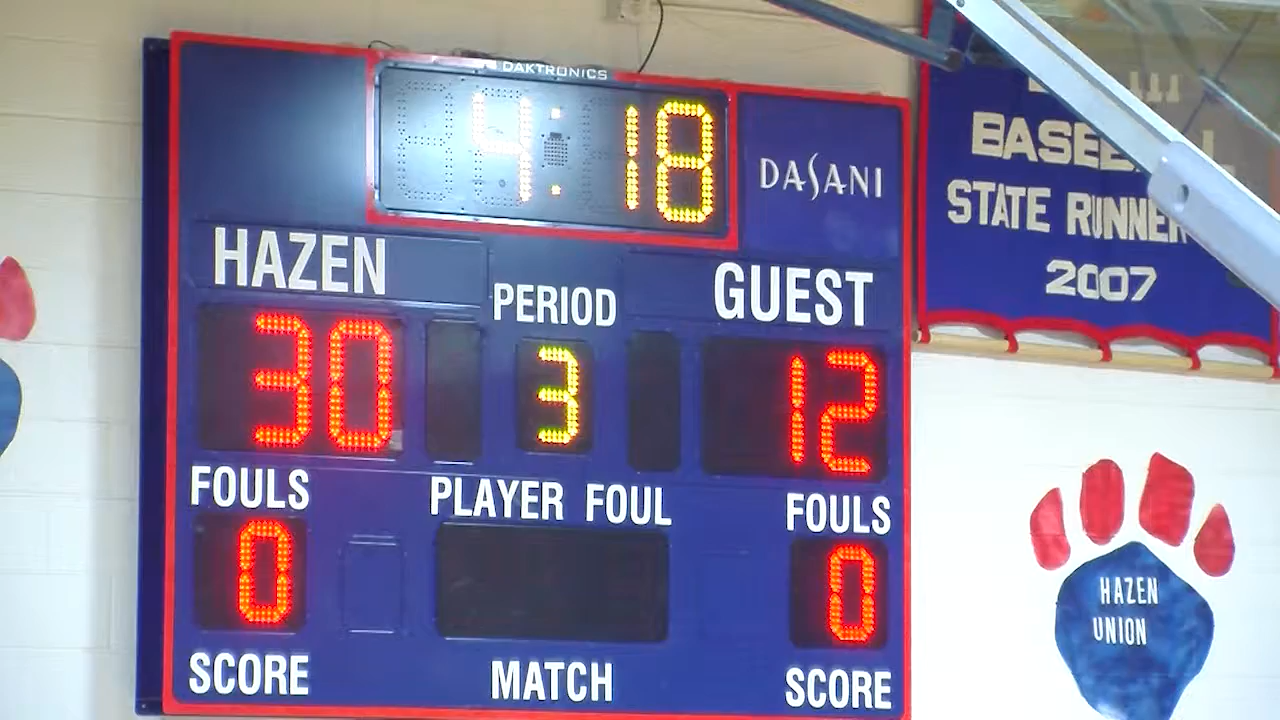 DAKTRONICS
4:18
DASANI
HAZEN
PERIOD
GUEST
30
3
12
FOULS
PLAYER FOUL
FOULS
0
0
SCORE
MATCH
SCORE
STATE
2007
HAZEN
UNION